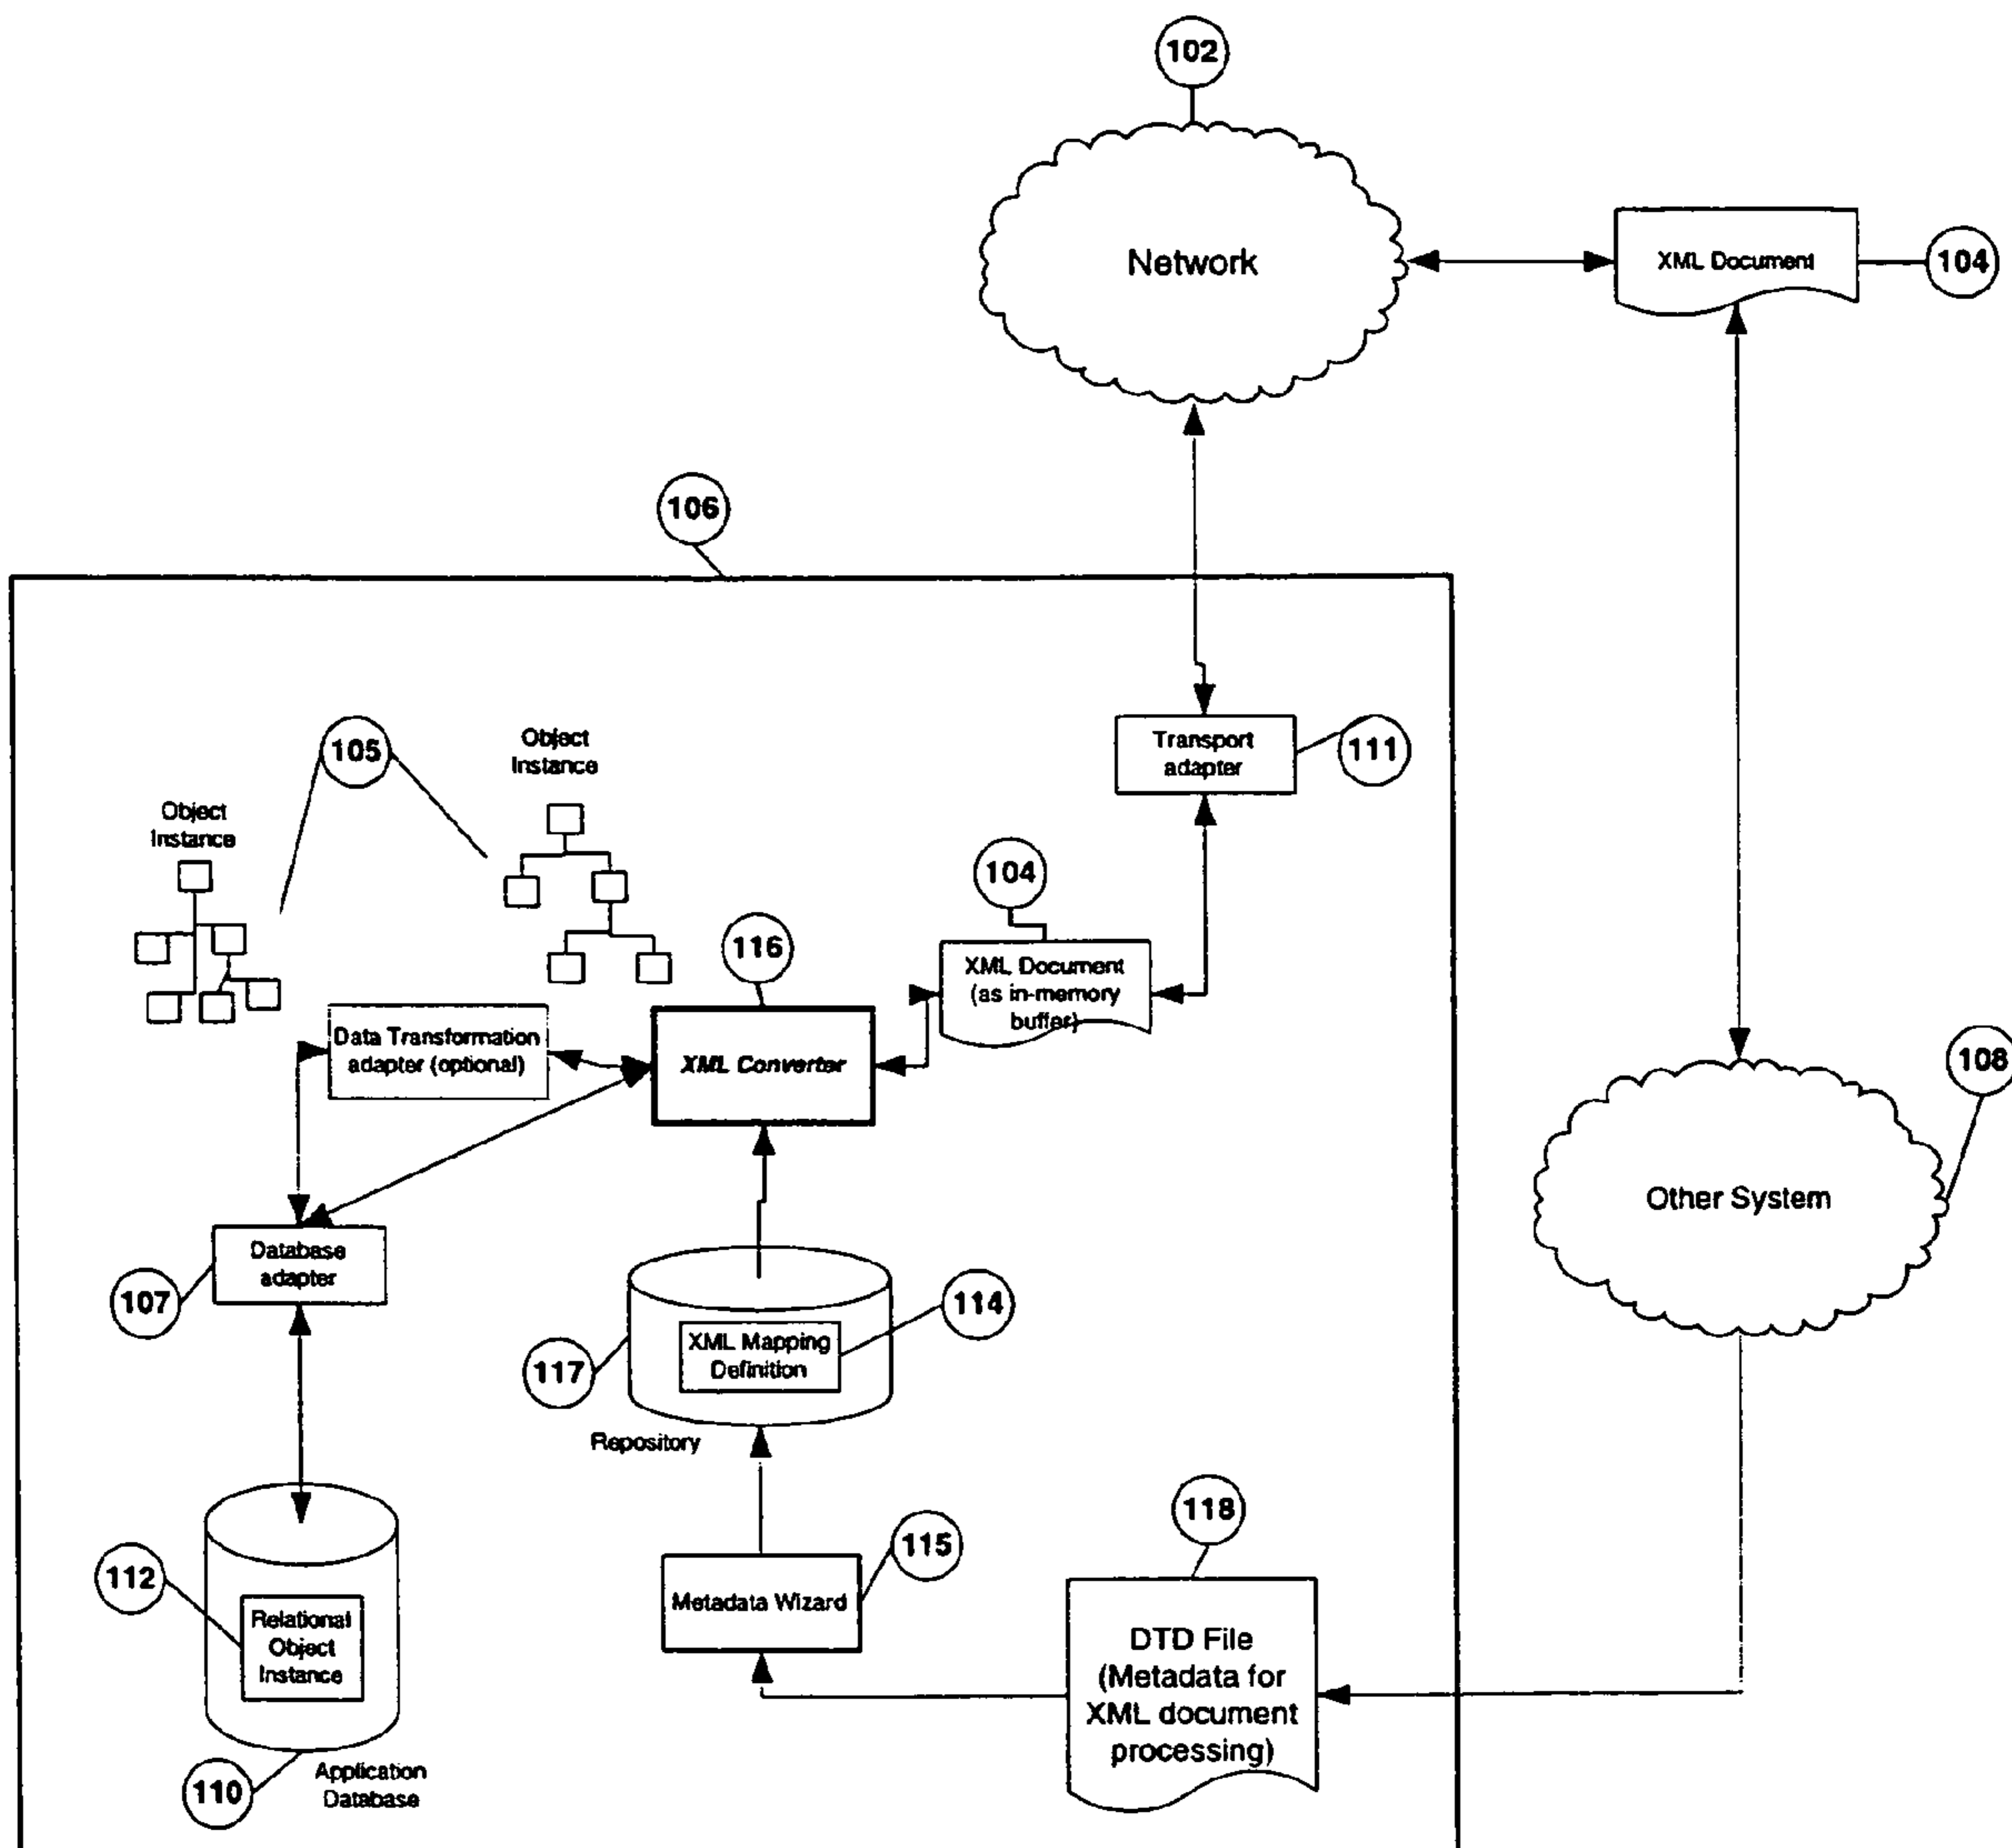 102
Network
XML Document
104
106
105
Object
Instance
Object
Instance
Transport
adapter
111
104
XML Document
(as in-memory
buffer)
116
XML Converter
Data Transformation
adapter (optional)
108
Other System
Database
adapter
107
114
XML Mapping
Definition
117
Repository
118
115
Metadata Wizard
DTD File
(Metadata for
XML document
processing)
112
Relational
Object
Instance
110
Application
Database